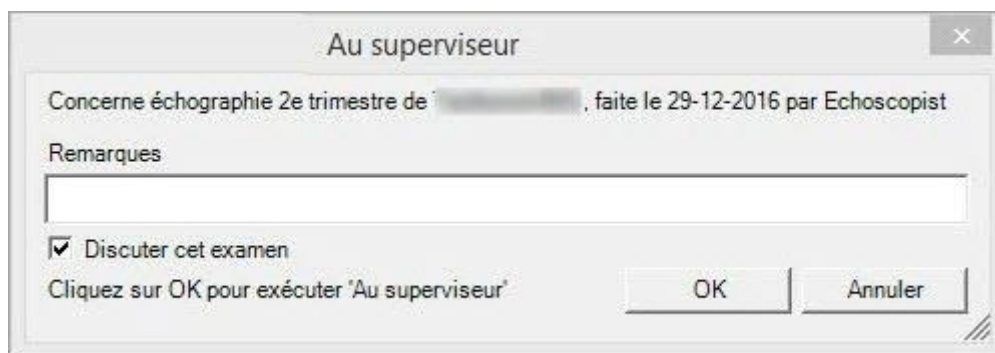 Au superviseur
Concerne échographie 2e trimestre de , faite le 29-12-2016 par Echoscopist
Remarques
Discuter cet examen
Cliquez sur OK pour exécuter 'Au superviseur'
OK
Annuler